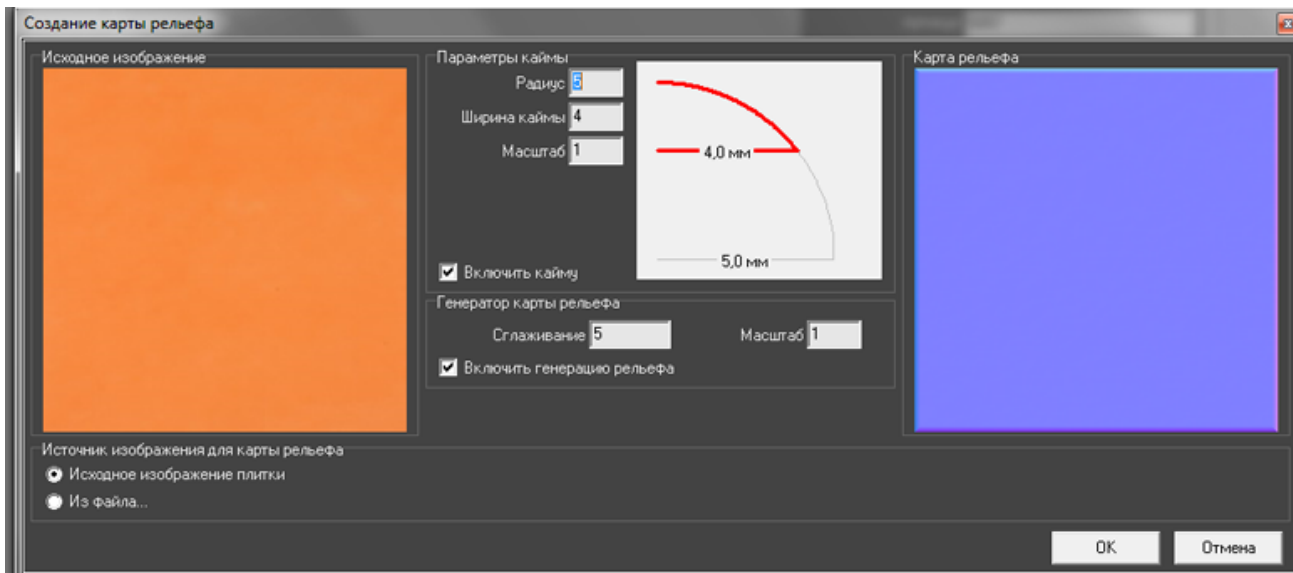 Создание карты рельефа
Исходное изображение
Параметры каймы
Радиус 5
Ширина каймы 4
Масштаб 1
4,0 мм
5,0 мм
Включить кайму
Генератор карты рельефа
Сглаживание 5 Масштаб 1
Включить генерацию рельефа
Карта рельефа
Источник изображения для карты рельефа
Исходное изображение плитки
Из файла...
OK Отмена